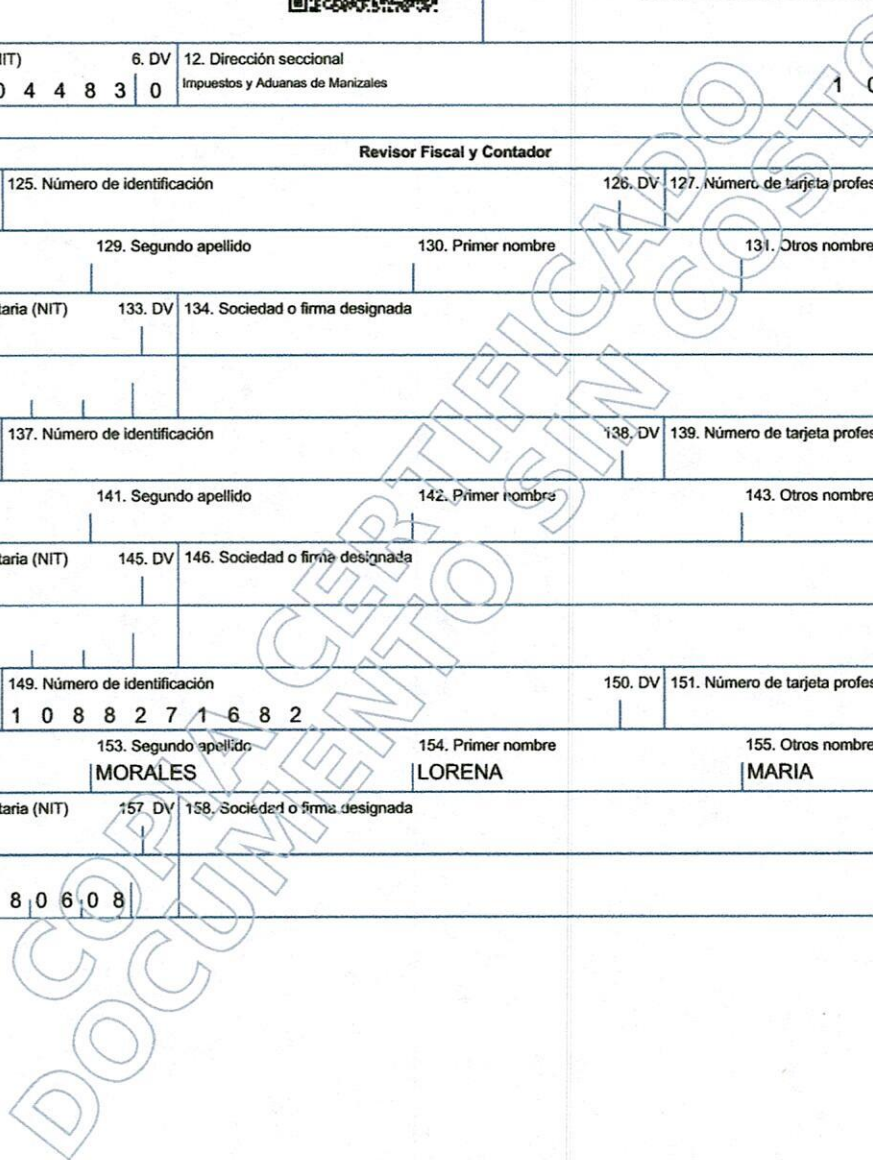 6. DV 12. Dirección seccional
4 4 8 3 0 Impuestos y Aduanas de Manizales 1
Revisor Fiscal y Contador
125. Número de identificación 126. DV 127. Número de tarjeta profes
129. Segundo apellido 130. Primer nombre 131. Otros nombre
taria (NIT) 133. DV 134. Sociedad o firma designada
137. Número de identificación 138. DV 139. Número de tarjeta profes
141. Segundo apellido 142. Primer nombre 143. Otros nombre
taria (NIT) 145. DV 146. Sociedad o firma designada
149. Número de identificación 150. DV 151. Número de tarjeta profes
1 0 8 8 2 7 1 6 8 2
153. Segundo apellido 154. Primer nombre 155. Otros nombre
MORALES LORENA MARIA
taria (NIT) 157. DV 158. Sociedad o firma designada
8 0 6 0 8
COPIA CERTIFICADO
DOCUMENTO SIN COSTO